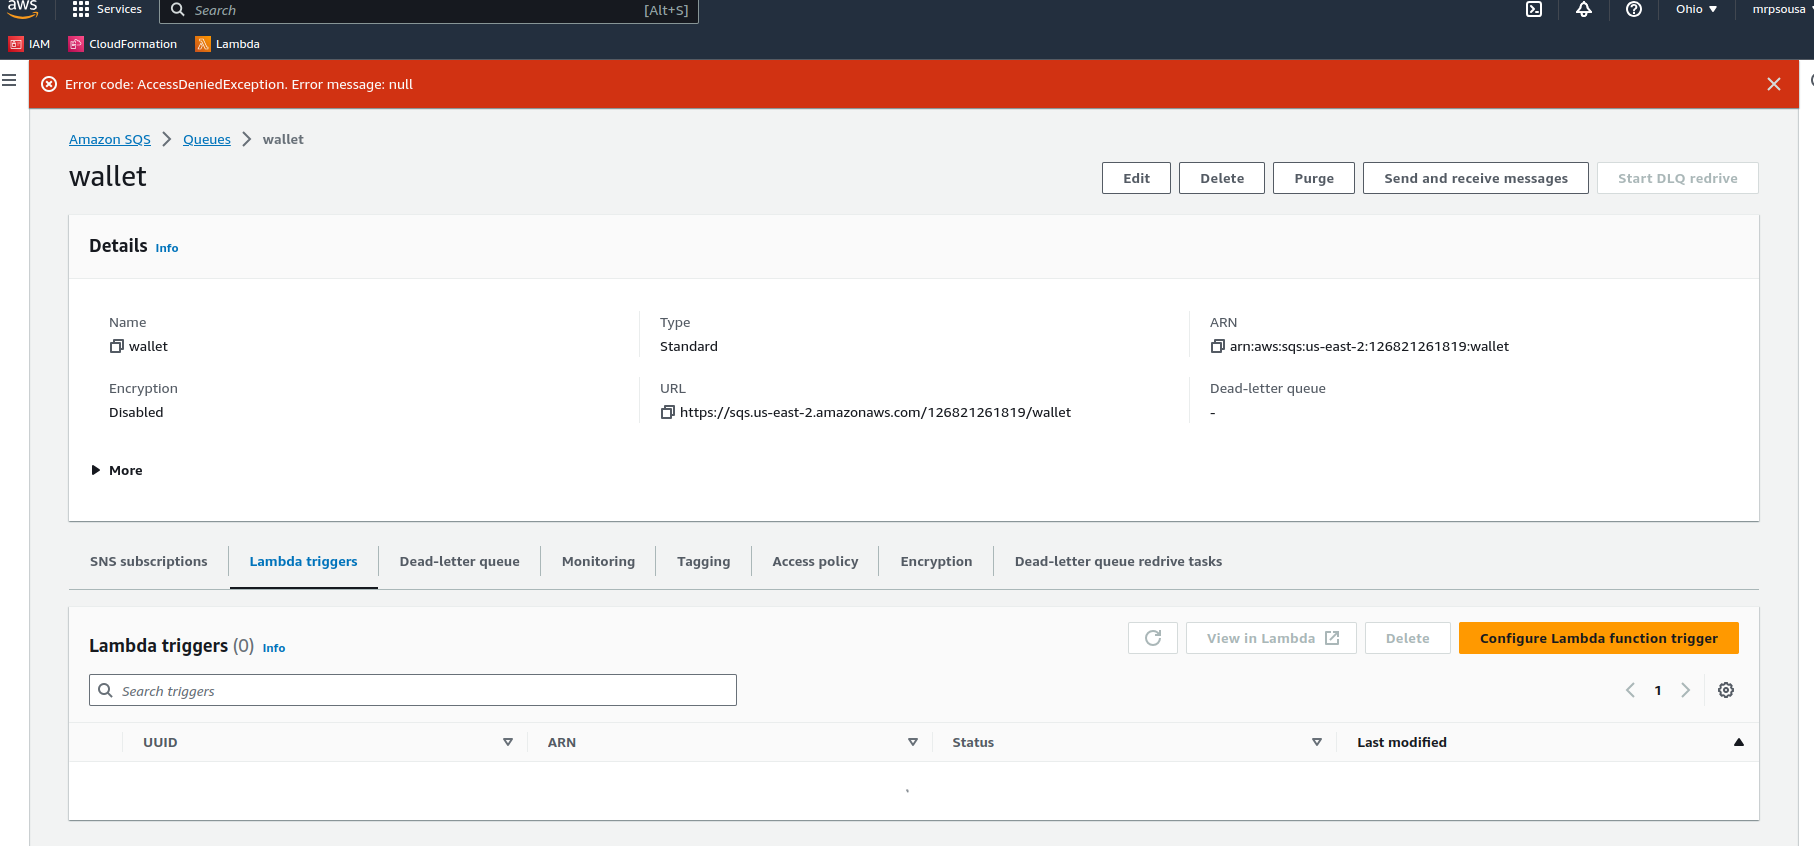 aws
Services
Search
[Alt+S]
Ohio
mrpsousa
IAM
CloudFormation
Lambda
Error code: AccessDeniedException. Error message: null
Amazon SQS
Queues
wallet
wallet
Edit
Delete
Purge
Send and receive messages
Start DLQ redrive
Details Info
Name
wallet
Type
Standard
ARN
arn:aws:sqs:us-east-2:126821261819:wallet
Encryption
Disabled
URL
https://sqs.us-east-2.amazonaws.com/126821261819/wallet
Dead-letter queue
-
More
SNS subscriptions
Lambda triggers
Dead-letter queue
Monitoring
Tagging
Access policy
Encryption
Dead-letter queue redrive tasks
Lambda triggers (0) Info
View in Lambda
Delete
Configure Lambda function trigger
Search triggers
1
UUID
ARN
Status
Last modified